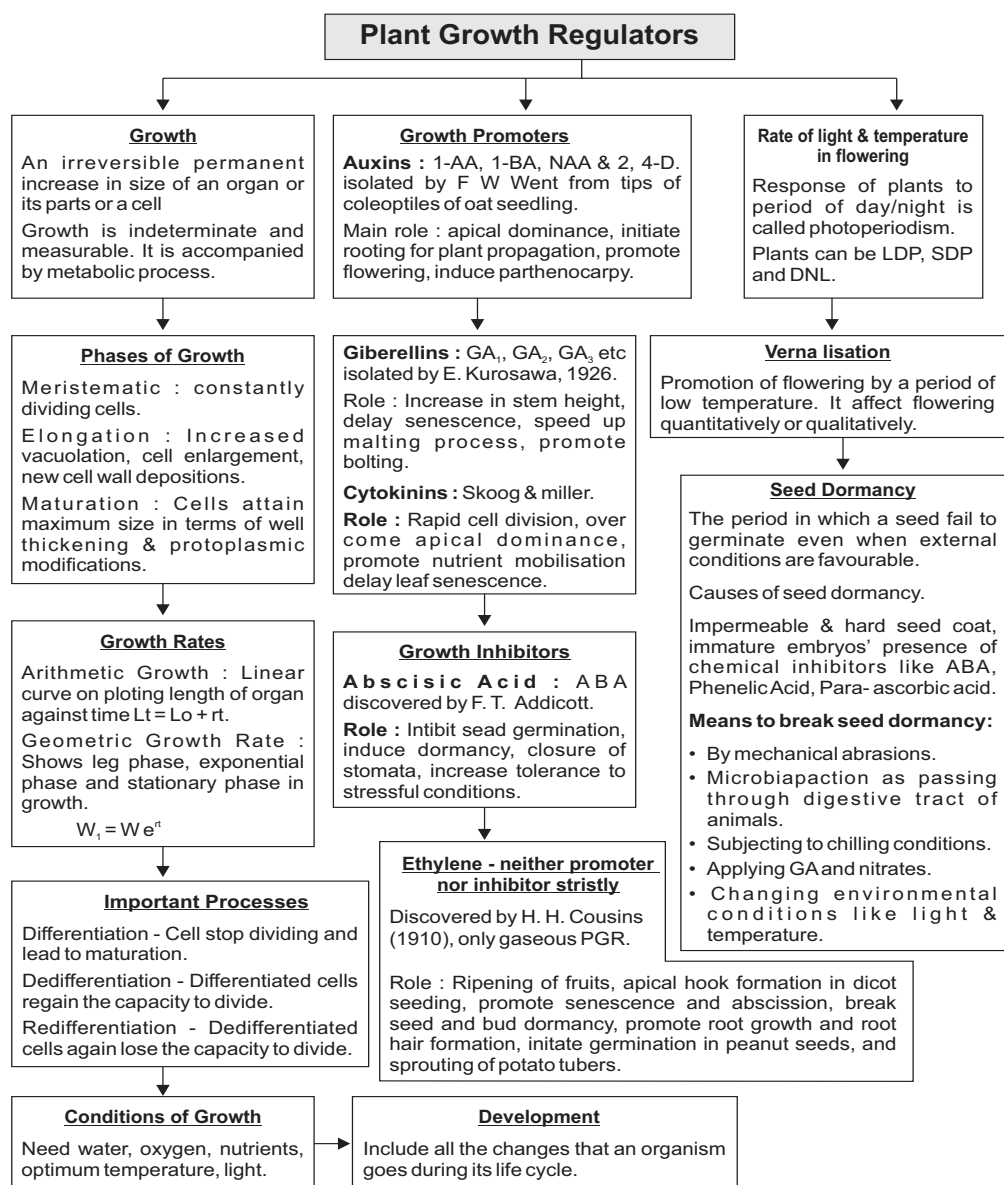 Plant Growth Regulators
Growth
An irreversible permanent
increase in size of an organ or
its parts or a cell
Growth is indeterminate and
measurable. It is accompanied
by metabolic process.
Phases of Growth
Meristematic : constantly
dividing cells.
Elongation : Increased
vacuolation, cell enlargement,
new cell wall depositions.
Maturation : Cells attain
maximum size in terms of well
thickening & protoplasmic
modifications.
Growth Rates
Arithmetic Growth : Linear
curve on ploting length of organ
against time Lt = Lo + rt.
Geometric Growth Rate :
Shows leg phase, exponential
phase and stationary phase in
growth.
W₁ = W eʳᵗ
Important Processes
Differentiation - Cell stop dividing and
lead to maturation.
Dedifferentiation - Differentiated cells
regain the capacity to divide.
Redifferentiation - Dedifferentiated
cells again lose the capacity to divide.
Conditions of Growth
Need water, oxygen, nutrients,
optimum temperature, light.
Development
Include all the changes that an organism
goes during its life cycle.
Growth Promoters
Auxins : 1-AA, 1-BA, NAA & 2, 4-D.
isolated by F W Went from tips of
coleoptiles of oat seedling.
Main role : apical dominance, initiate
rooting for plant propagation, promote
flowering, induce parthenocarpy.
Giberellins : GA₁, GA₂, GA₃ etc
isolated by E. Kurosawa, 1926.
Role : Increase in stem height,
delay senescence, speed up
malting process, promote
bolting.
Cytokinins : Skoog & miller.
Role : Rapid cell division, over
come apical dominance,
promote nutrient mobilisation
delay leaf senescence.
Growth Inhibitors
Abscisic Acid : ABA
discovered by F. T. Addicott.
Role : Intibit sead germination,
induce dormancy, closure of
stomata, increase tolerance to
stressful conditions.
Ethylene - neither promoter
nor inhibitor stristly
Discovered by H. H. Cousins
(1910), only gaseous PGR.
Role : Ripening of fruits, apical hook formation in dicot
seeding, promote senescence and abscission, break
seed and bud dormancy, promote root growth and root
hair formation, initate germination in peanut seeds, and
sprouting of potato tubers.
Rate of light & temperature
in flowering
Response of plants to
period of day/night is
called photoperiodism.
Plants can be LDP, SDP
and DNL.
Verna lisation
Promotion of flowering by a period of
low temperature. It affect flowering
quantitatively or qualitatively.
Seed Dormancy
The period in which a seed fail to
germinate even when external
conditions are favourable.
Causes of seed dormancy.
Impermeable & hard seed coat,
immature embryos' presence of
chemical inhibitors like ABA,
Phenelic Acid, Para- ascorbic acid.
Means to break seed dormancy:
• By mechanical abrasions.
• Microbiapaction as passing
through digestive tract of
animals.
• Subjecting to chilling conditions.
• Applying GA and nitrates.
• Changing environmental
conditions like light &
temperature.